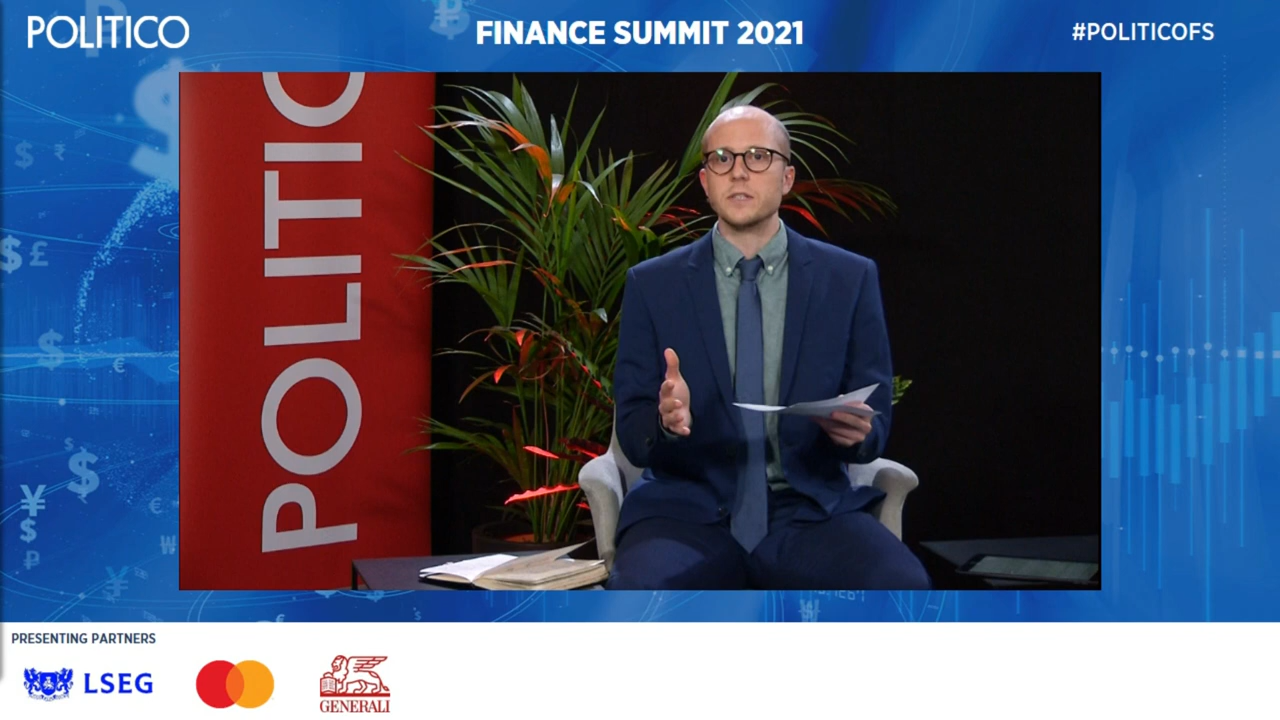 POLITICO
FINANCE SUMMIT 2021
#POLITICOFS
POLITIC
PRESENTING PARTNERS
LSEG
GENERALI